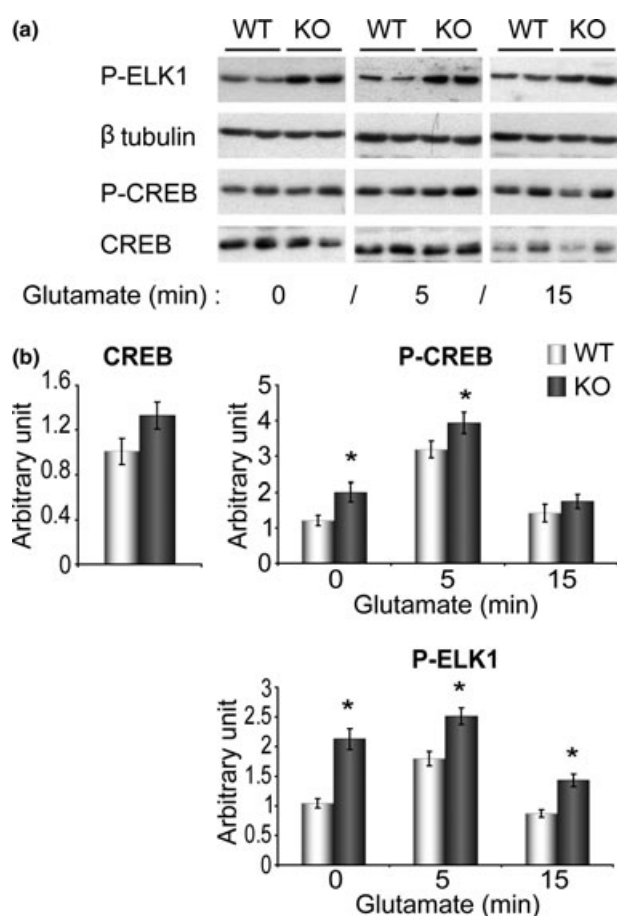 (a)
WT KO WT KO WT KO
P-ELK1
β tubulin
P-CREB
CREB
Glutamate (min) : 0 / 5 / 15
(b)
CREB
Arbitrary unit
1.6
1.2
0.8
0.4
0
P-CREB
WT
KO
Arbitrary unit
5
4
3
2
1
0
* *
0 5 15
Glutamate (min)
P-ELK1
Arbitrary unit
3
2.5
2
1.5
1
0.5
0
* * *
0 5 15
Glutamate (min)